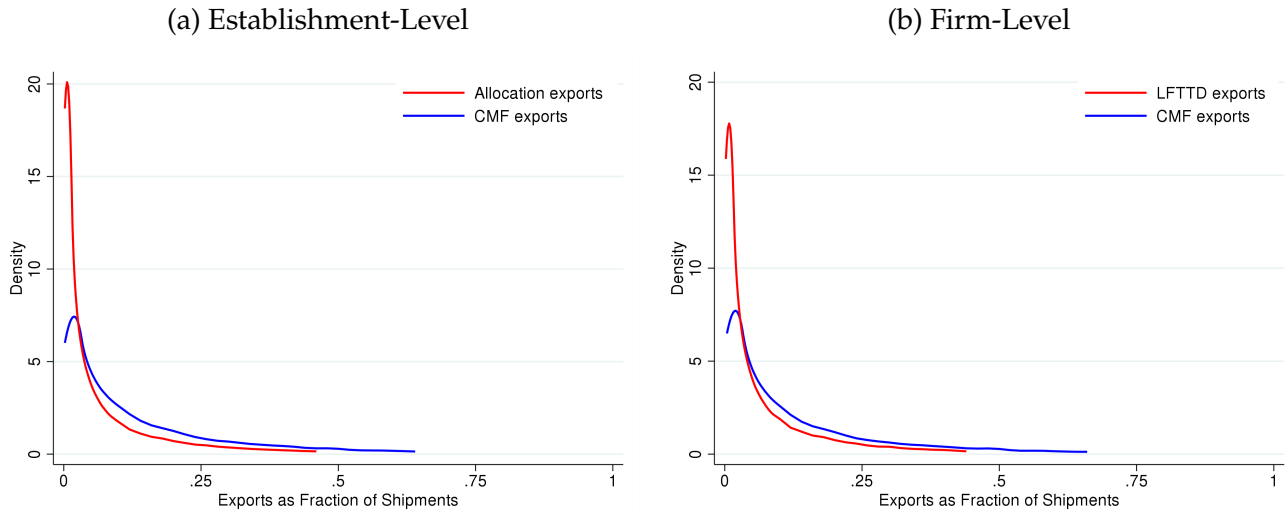 (a) Establishment-Level
Allocation exports
CMF exports
Density
20
15
10
5
0
0 .25 .5 .75 1
Exports as Fraction of Shipments
(b) Firm-Level
LFTTD exports
CMF exports
Density
20
15
10
5
0
0 .25 .5 .75 1
Exports as Fraction of Shipments